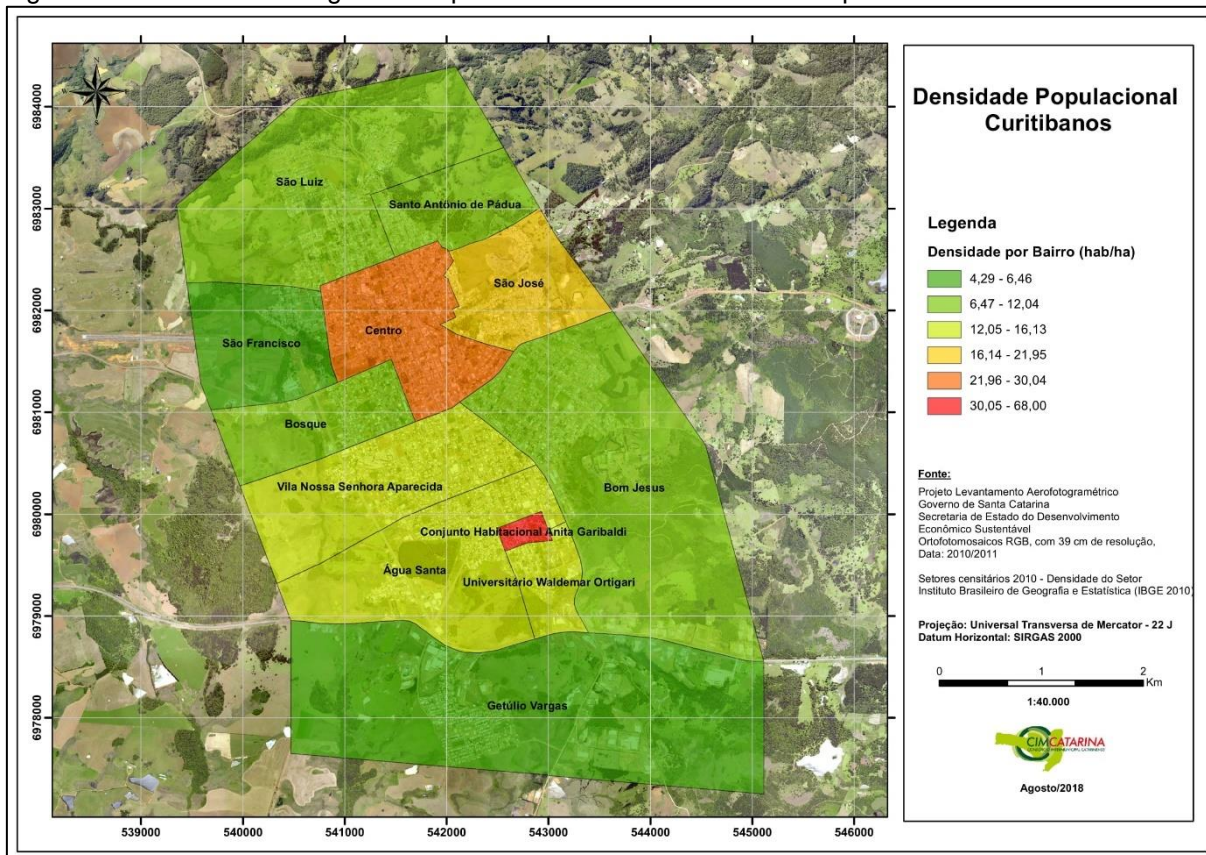 Densidade Populacional
Curitibanos
Legenda
Densidade por Bairro (hab/ha)
4,29 - 6,46
6,47 - 12,04
12,05 - 16,13
16,14 - 21,95
21,96 - 30,04
30,05 - 68,00
Fonte:
Projeto Levantamento Aerofotogramétrico
Governo de Santa Catarina
Secretaria de Estado do Desenvolvimento
Econômico Sustentável
Ortofotomosaicos RGB, com 39 cm de resolução,
Data: 2010/2011
Setores censitários 2010 - Densidade do Setor
Instituto Brasileiro de Geografia e Estatística (IBGE 2010)
Projeção: Universal Transversa de Mercator - 22 J
Datum Horizontal: SIRGAS 2000
0 1 2
Km
1:40.000
CIMCATARINA
Agosto/2018
N
São Luiz
Santo Antônio de Pádua
São José
Centro
São Francisco
Bosque
Vila Nossa Senhora Aparecida
Bom Jesus
Conjunto Habitacional Anita Garibaldi
Água Santa
Universitário Waldemar Ortigari
Getúlio Vargas
6984000
6983000
6982000
6981000
6980000
6979000
6978000
539000 540000 541000 542000 543000 544000 545000 546000